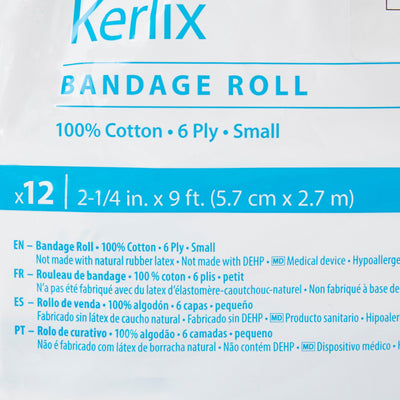 Kerlix
BANDAGE ROLL
100% Cotton • 6 Ply • Small
x12 | 2-1/4 in. x 9 ft. (5.7 cm x 2.7 m)
EN – Bandage Roll • 100% Cotton • 6 Ply • Small
Not made with natural rubber latex • Not made with DEHP • MD Medical device • Hypoallerge
FR – Rouleau de bandage • 100 % coton • 6 plis • petit
N'a pas été fabriqué avec du latex d'élastomère-caoutchouc-naturel • Non fabriqué à base de
ES – Rollo de venda • 100% algodón • 6 capas • pequeño
Fabricado sin látex de caucho natural • Fabricado sin DEHP • MD Producto sanitario • Hipoaler
PT – Rolo de curativo • 100% algodão • 6 camadas • pequeno
Não é fabricado com látex de borracha natural • Não contém DEHP • MD Dispositivo médico •